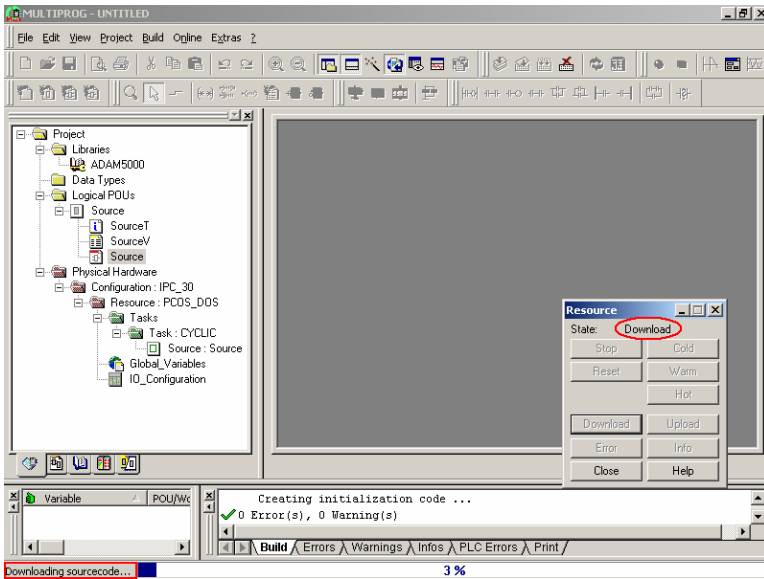 MULTIPROG - UNTITLED
File Edit View Project Build Online Extras ?
Project
Libraries
ADAM5000
Data Types
Logical POUs
Source
SourceT
SourceV
Source
Physical Hardware
Configuration : IPC_30
Resource : PCOS_DOS
Tasks
Task : CYCLIC
Source : Source
Global_Variables
IO_Configuration
Resource
State: Download
Stop Cold
Reset Warm
Hot
Download Upload
Error Info
Close Help
Variable POU/Wo
Creating initialization code ...
0 Error(s), 0 Warning(s)
Build Errors Warnings Infos PLC Errors Print
Downloading sourcecode... 3 %